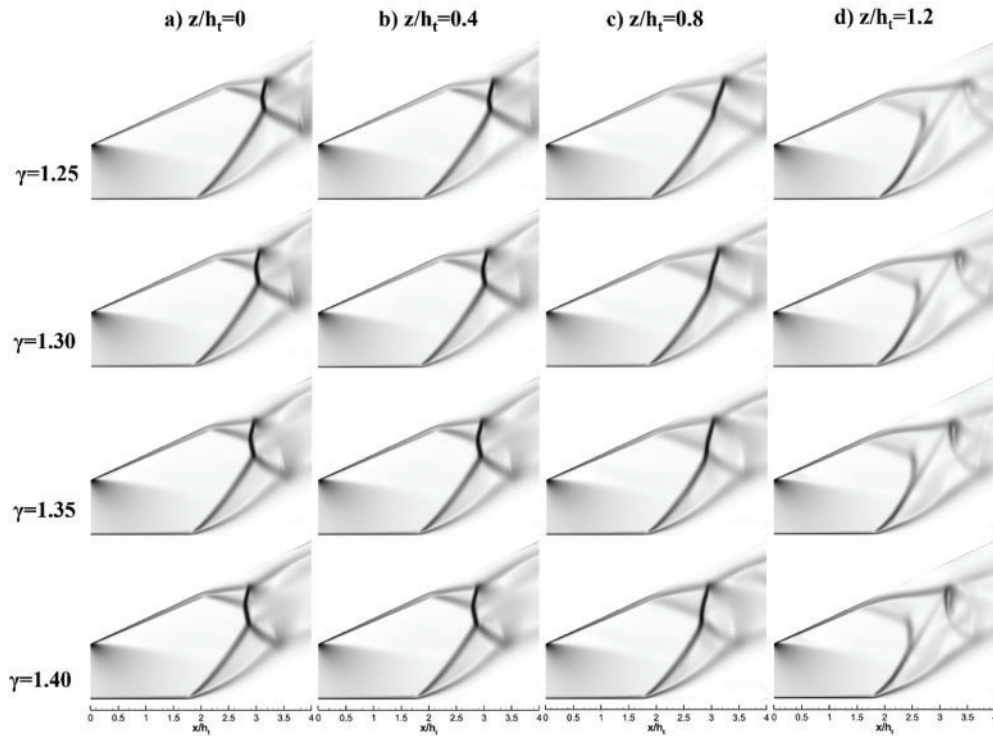 a) z/hₜ=0 b) z/hₜ=0.4 c) z/hₜ=0.8 d) z/hₜ=1.2
γ=1.25
γ=1.30
γ=1.35
γ=1.40
0 0.5 1 1.5 2 2.5 3 3.5 4 0 0.5 1 1.5 2 2.5 3 3.5 4 0 0.5 1 1.5 2 2.5 3 3.5 4 0 0.5 1 1.5 2 2.5 3 3.5 4
x/hₜ x/hₜ x/hₜ x/hₜ